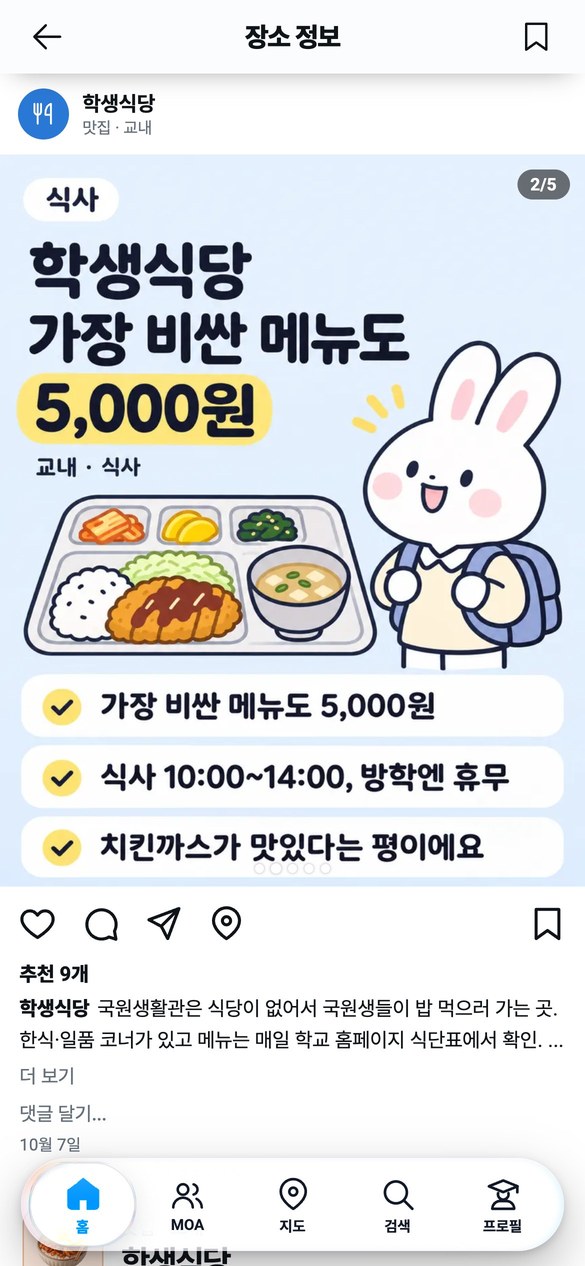 장소 정보
학생식당
맛집 · 교내
2/5
식사
학생식당
가장 비싼 메뉴도
5,000원
교내 · 식사
가장 비싼 메뉴도 5,000원
식사 10:00~14:00, 방학엔 휴무
치킨까스가 맛있다는 평이에요
추천 9개
학생식당 국원생활관은 식당이 없어서 국원생들이 밥 먹으러 가는 곳.
한식·일품 코너가 있고 메뉴는 매일 학교 홈페이지 식단표에서 확인. ...
더 보기
댓글 달기...
10월 7일
홈
MOA
지도
검색
프로필
학생식당